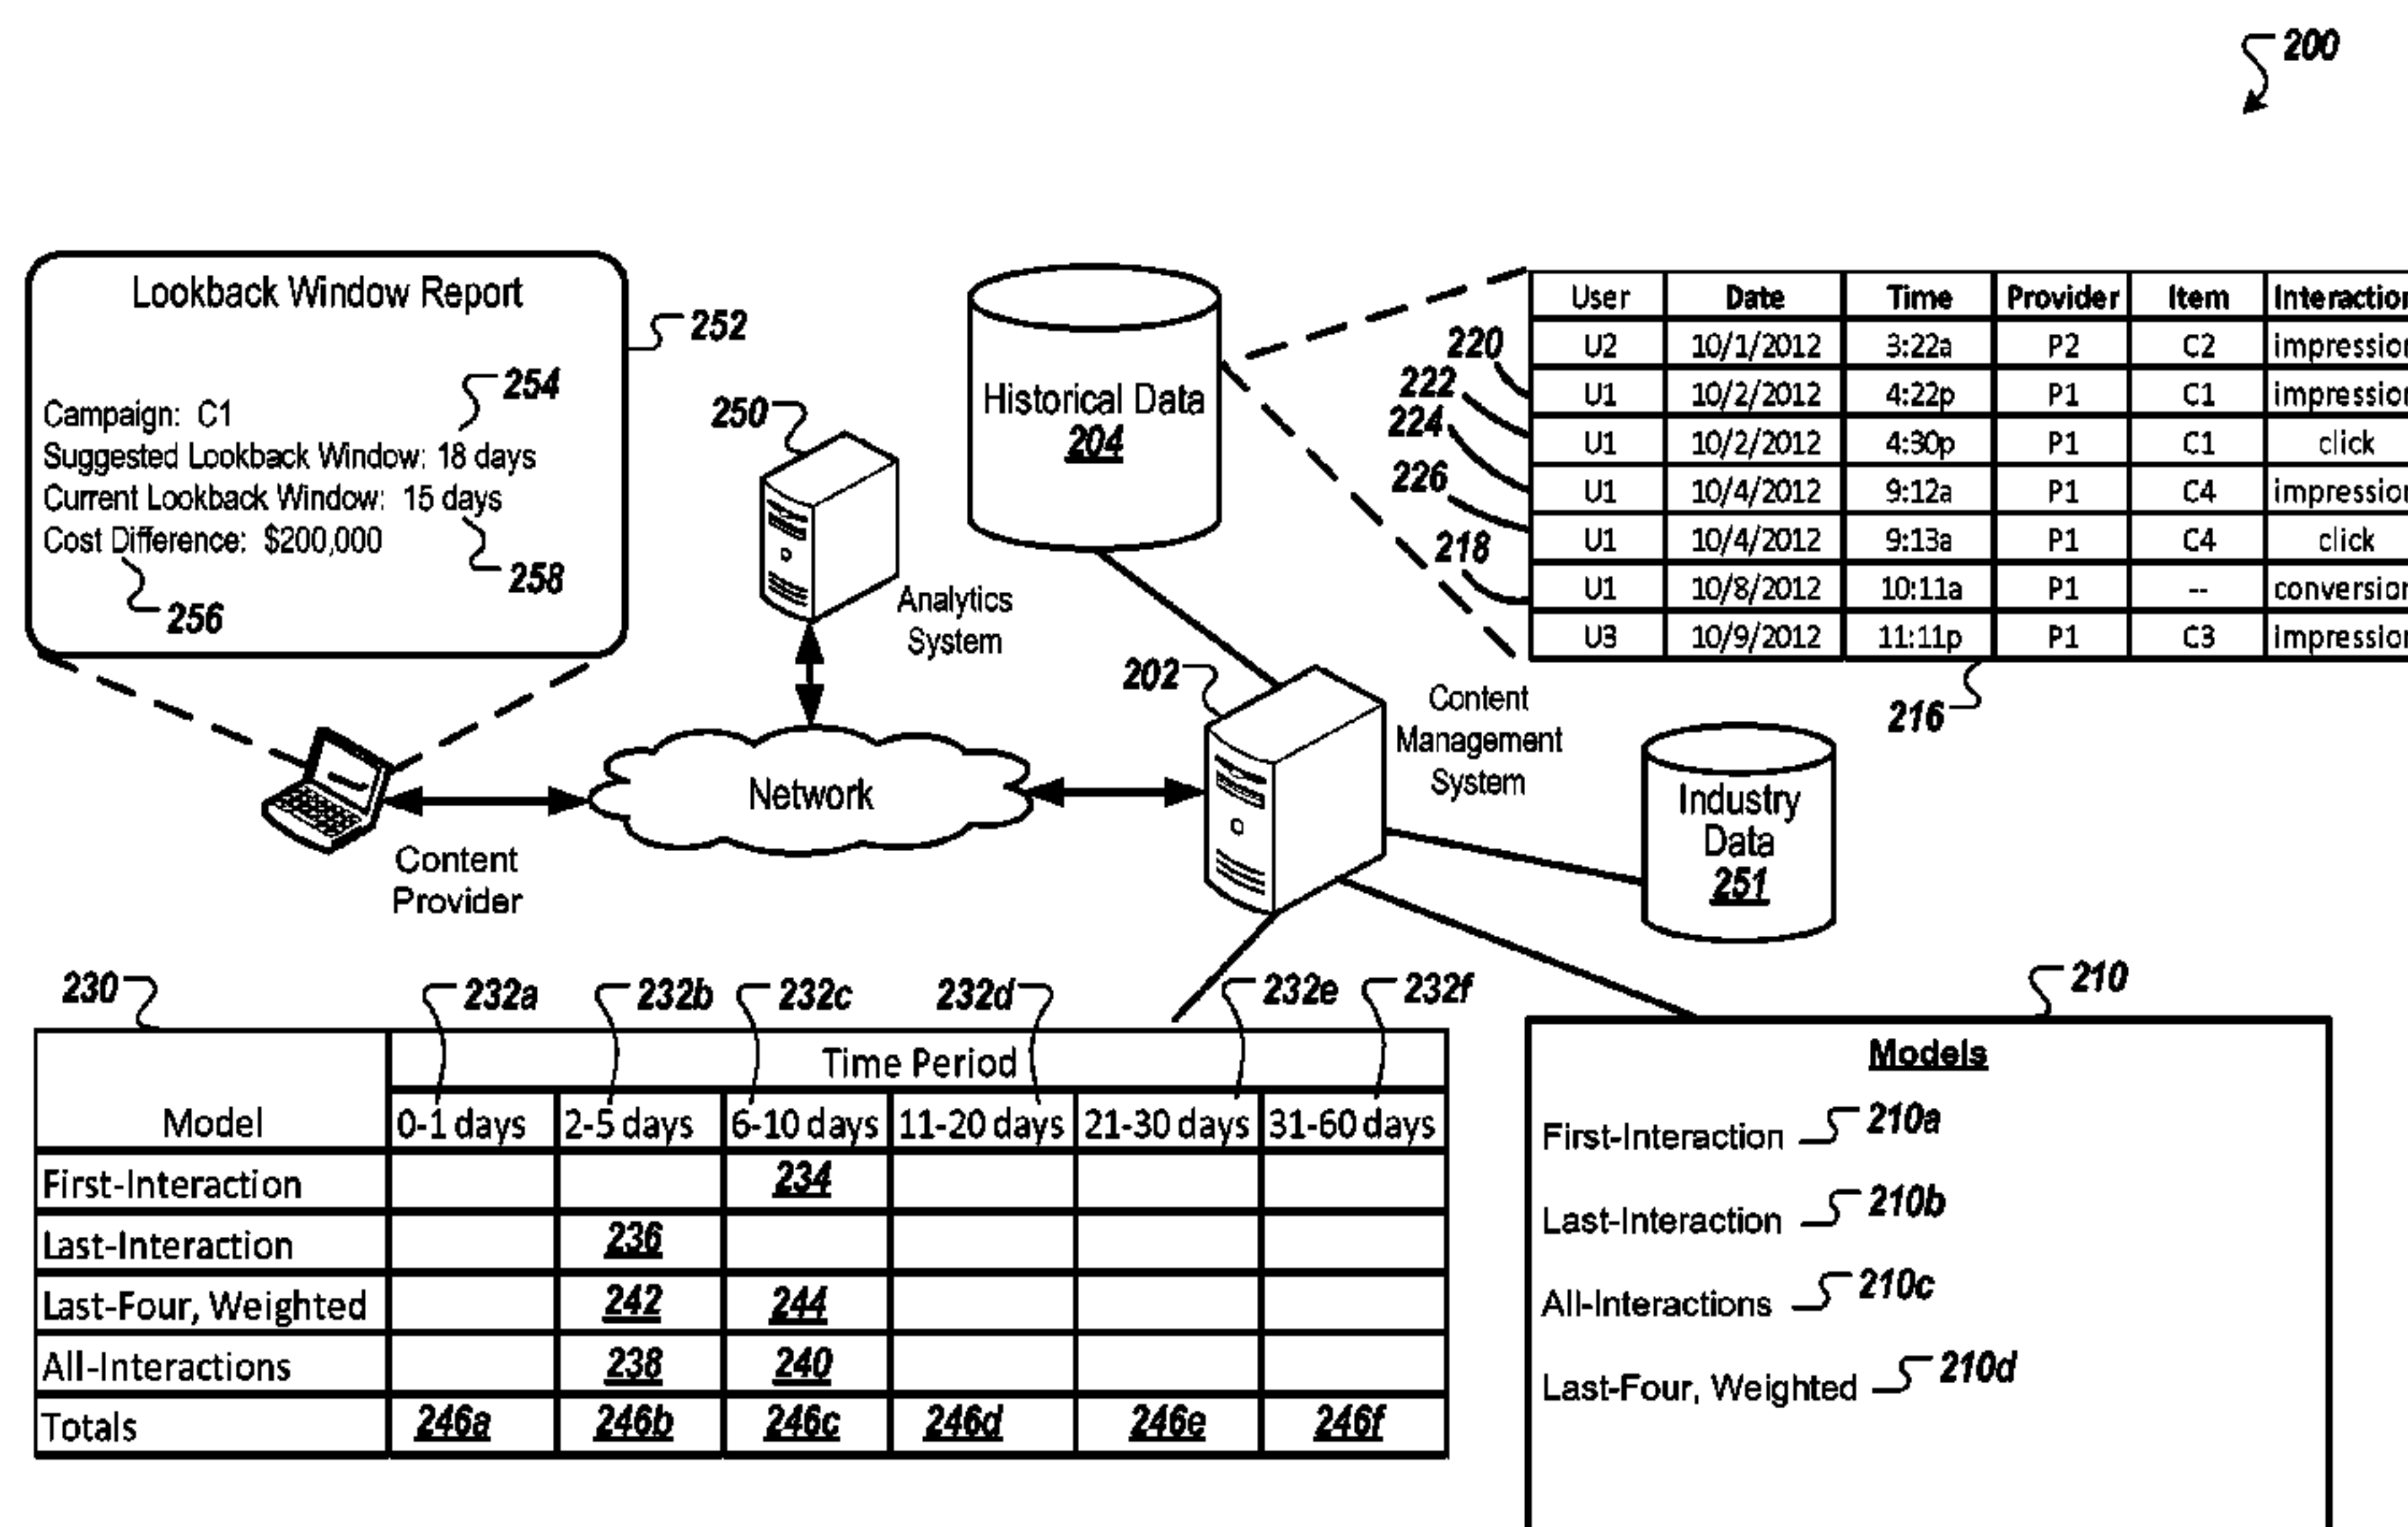 200
Lookback Window Report
252
254
Campaign: C1
Suggested Lookback Window: 18 days
Current Lookback Window: 15 days
Cost Difference: $200,000
258
256
250
Analytics
System
Historical Data
204
User Date Time Provider Item Interaction
220
U2 10/1/2012 3:22a P2 C2 impression
222
U1 10/2/2012 4:22p P1 C1 impression
224
U1 10/2/2012 4:30p P1 C1 click
226
U1 10/4/2012 9:12a P1 C4 impression
U1 10/4/2012 9:13a P1 C4 click
218
U1 10/8/2012 10:11a P1 -- conversion
U3 10/9/2012 11:11p P1 C3 impression
216
202
Content
Management
System
Network
Content
Provider
Industry
Data
251
230 232a 232b 232c 232d 232e 232f
Time Period
Model 0-1 days 2-5 days 6-10 days 11-20 days 21-30 days 31-60 days
First-Interaction 234
Last-Interaction 236
Last-Four, Weighted 242 244
All-Interactions 238 240
Totals 246a 246b 246c 246d 246e 246f
210
Models
First-Interaction 210a
Last-Interaction 210b
All-Interactions 210c
Last-Four, Weighted 210d